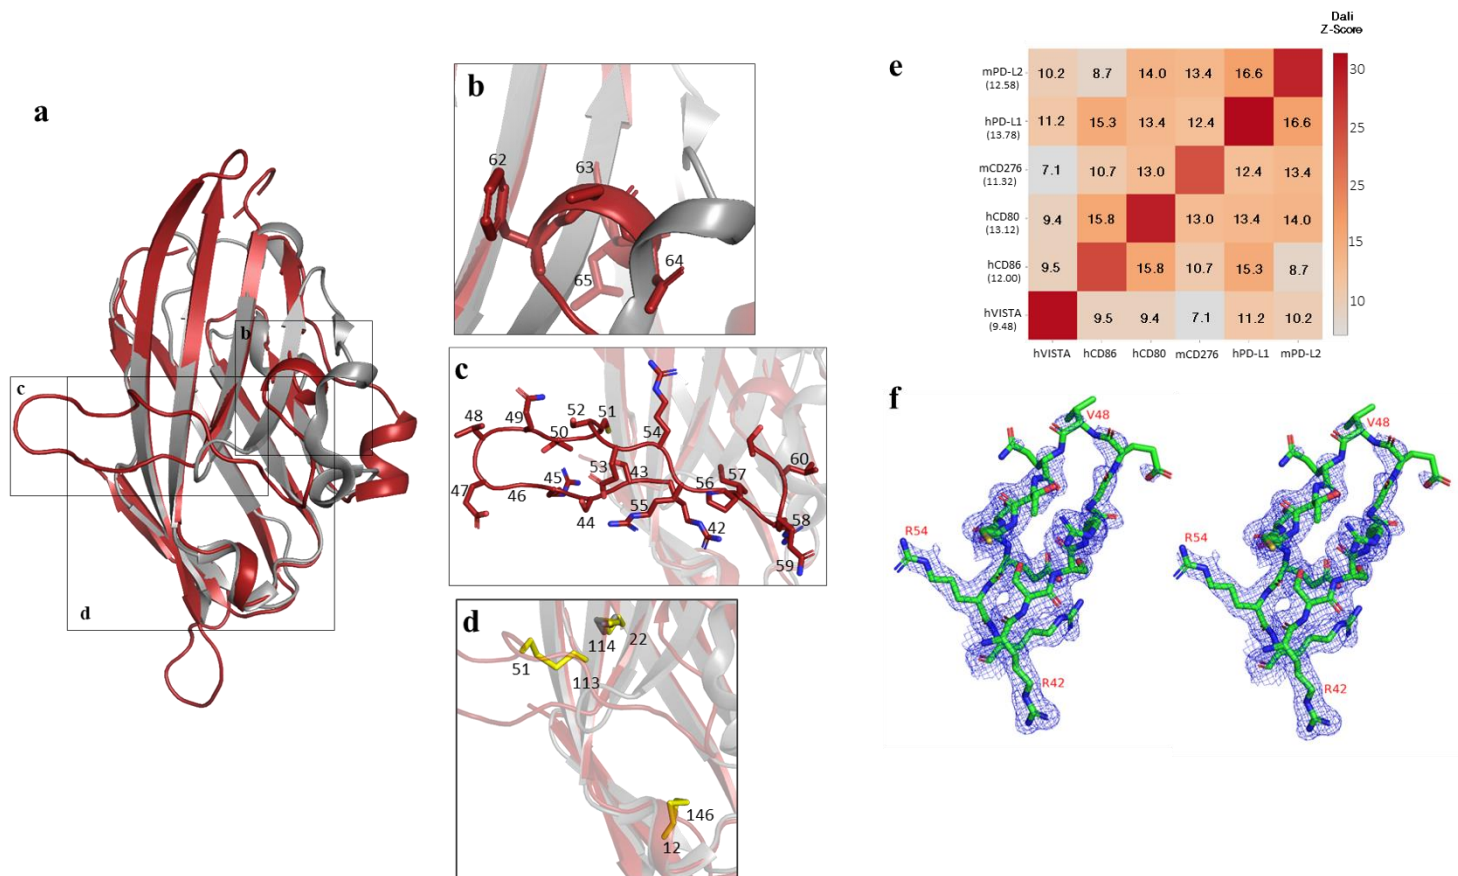 a
b
c
d
b
62
63
64
65
c
48
49
52
51
50
54
53
43
57
60
47
46
45
44
55
56
42
58
59
d
51
114
22
113
146
12
e
Dali
Z-Score
mPD-L2 10.2 8.7 14.0 13.4 16.6
(12.58)
hPD-L1 11.2 15.3 13.4 12.4 16.6
(13.78)
mCD276 7.1 10.7 13.0 12.4 13.4
(11.32)
hCD80 9.4 15.8 13.0 13.4 14.0
(13.12)
hCD86 9.5 15.8 10.7 15.3 8.7
(12.00)
hVISTA 9.5 9.4 7.1 11.2 10.2
(9.48)
hVISTA hCD86 hCD80 mCD276 hPD-L1 mPD-L2
30
25
25
15
10
f
V48
R54
R42
V48
R54
R42